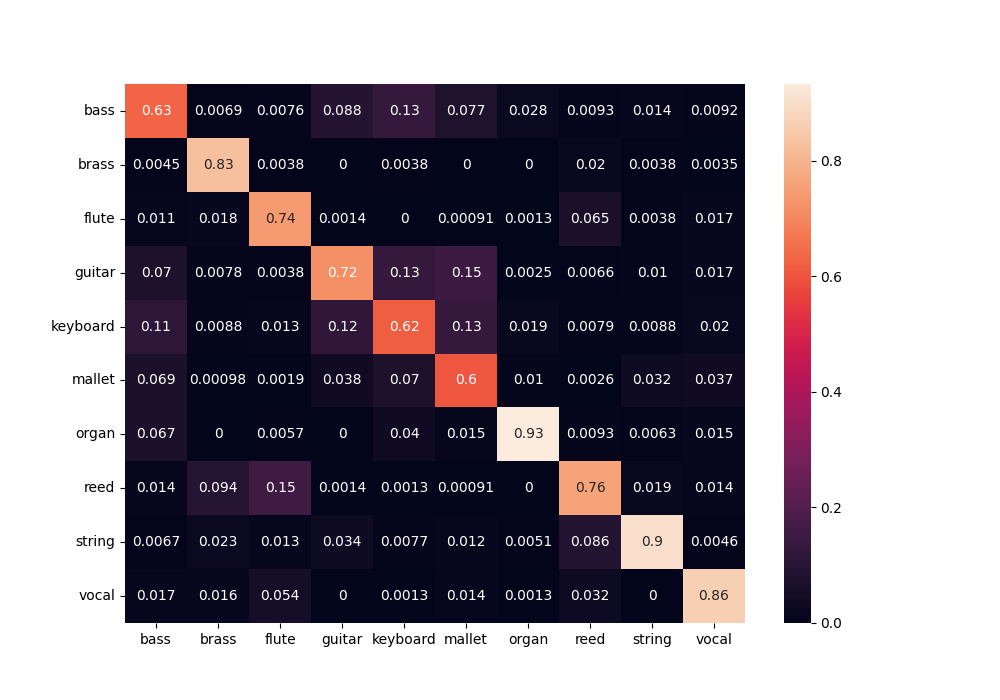 bass 0.63 0.0069 0.0076 0.088 0.13 0.077 0.028 0.0093 0.014 0.0092
brass 0.0045 0.83 0.0038 0 0.0038 0 0 0.02 0.0038 0.0035 0.8
flute 0.011 0.018 0.74 0.0014 0 0.00091 0.0013 0.065 0.0038 0.017
guitar 0.07 0.0078 0.0038 0.72 0.13 0.15 0.0025 0.0066 0.01 0.017 0.6
keyboard 0.11 0.0088 0.013 0.12 0.62 0.13 0.019 0.0079 0.0088 0.02
mallet 0.069 0.00098 0.0019 0.038 0.07 0.6 0.01 0.0026 0.032 0.037 0.4
organ 0.067 0 0.0057 0 0.04 0.015 0.93 0.0093 0.0063 0.015
reed 0.014 0.094 0.15 0.0014 0.0013 0.00091 0 0.76 0.019 0.014 0.2
string 0.0067 0.023 0.013 0.034 0.0077 0.012 0.0051 0.086 0.9 0.0046
vocal 0.017 0.016 0.054 0 0.0013 0.014 0.0013 0.032 0 0.86 0.0
bass brass flute guitar keyboard mallet organ reed string vocal